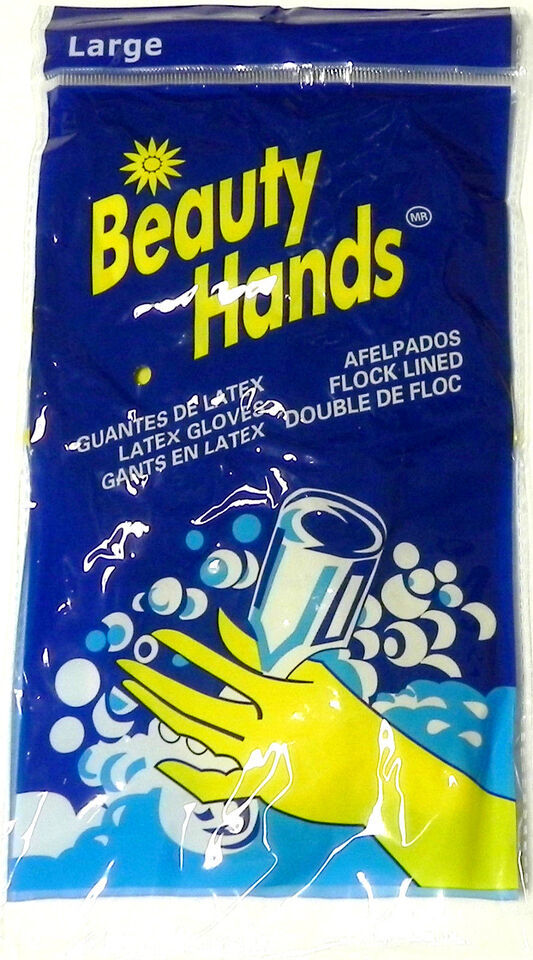 Large
Beauty
Hands
MR
GUANTES DE LATEX
LATEX GLOVES
GANTS EN LATEX
AFELPADOS
FLOCK LINED
DOUBLE DE FLOC